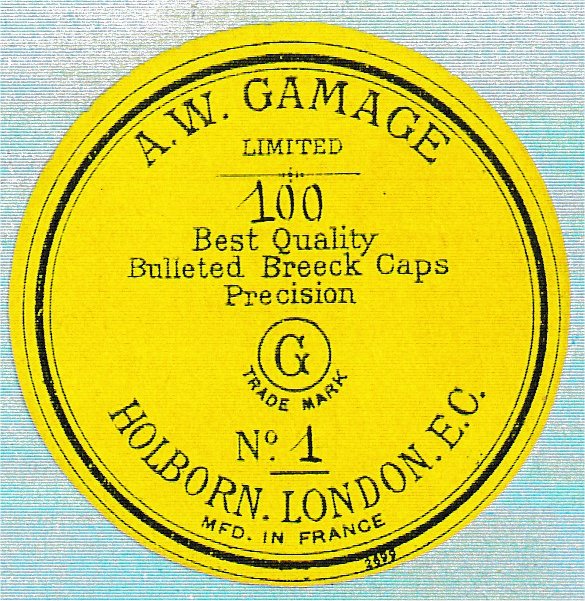 A.W. GAMAGE
LIMITED
100
Best Quality
Bulleted Breeck Caps
Precision
G
TRADE MARK
Nº. 1
HOLBORN. LONDON. E.C.
MFD. IN FRANCE